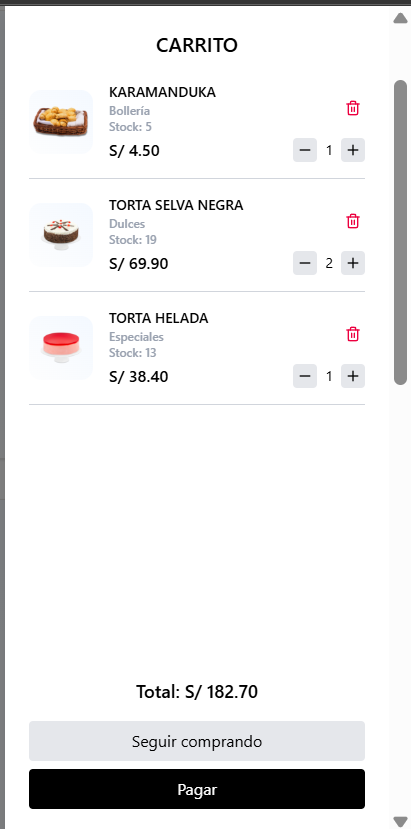 CARRITO
KARAMANDUKA
Bollería
Stock: 5
S/ 4.50
1
TORTA SELVA NEGRA
Dulces
Stock: 19
S/ 69.90
2
TORTA HELADA
Especiales
Stock: 13
S/ 38.40
1
Total: S/ 182.70
Seguir comprando
Pagar